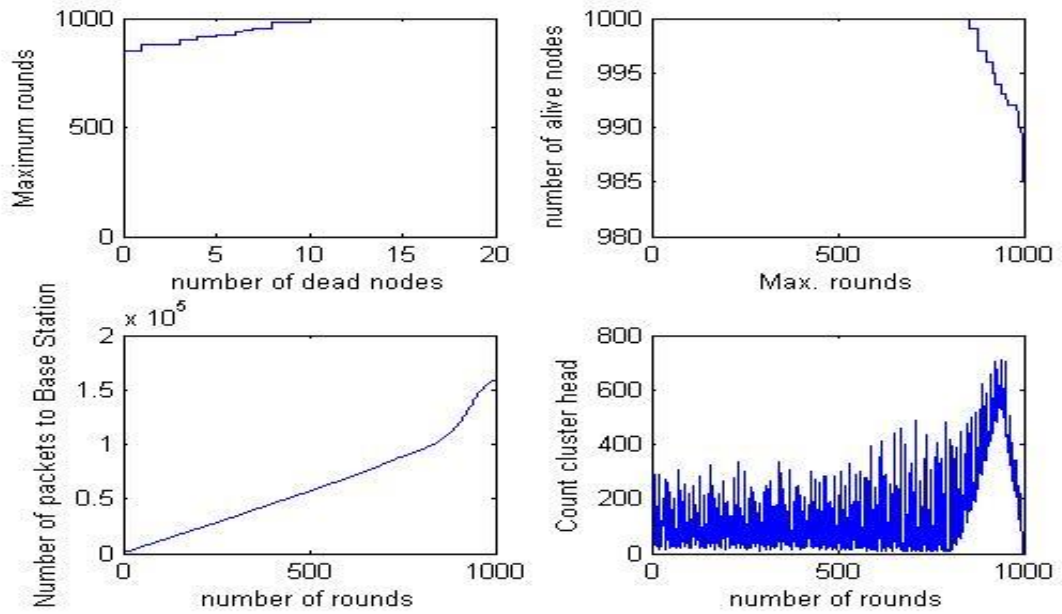 1000
500
0
Maximum rounds
0 5 10 15 20
number of dead nodes
1000
995
990
985
980
number of alive nodes
0 500 1000
Max. rounds
x 10^5
2
1.5
1
0.5
0
Number of packets to Base Station
0 500 1000
number of rounds
800
600
400
200
0
Count cluster head
0 500 1000
number of rounds